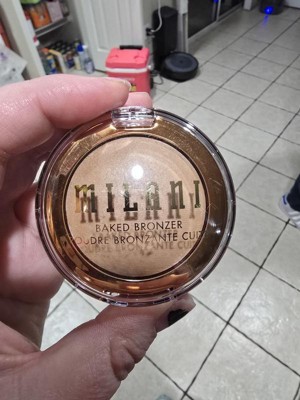 MILANI
BAKED BRONZER
POUDRE BRONZANTE CUITE